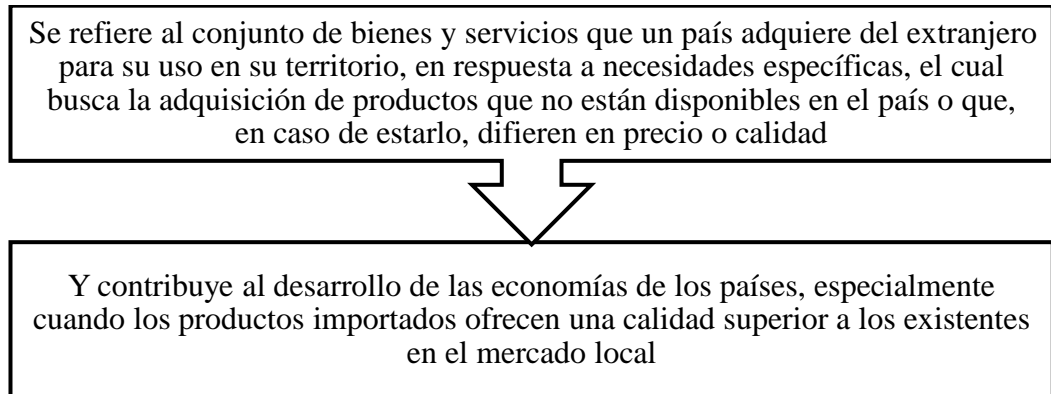 Se refiere al conjunto de bienes y servicios que un país adquiere del extranjero
para su uso en su territorio, en respuesta a necesidades específicas, el cual
busca la adquisición de productos que no están disponibles en el país o que,
en caso de estarlo, difieren en precio o calidad
Y contribuye al desarrollo de las economías de los países, especialmente
cuando los productos importados ofrecen una calidad superior a los existentes
en el mercado local